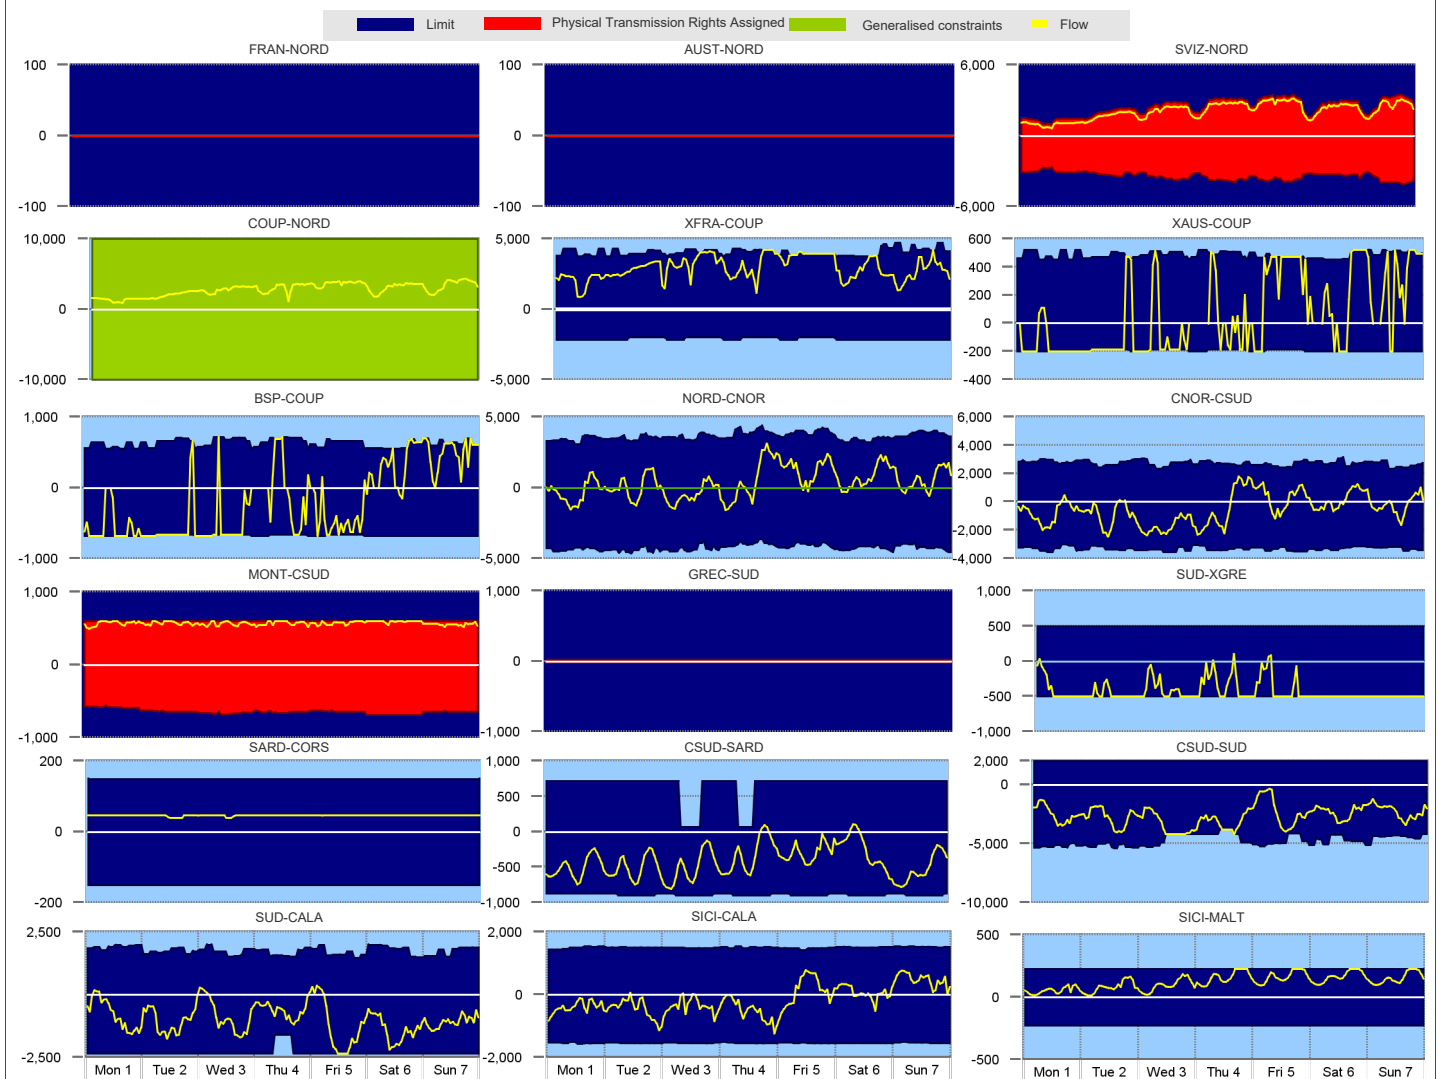 Limit Physical Transmission Rights Assigned Generalised constraints Flow
FRAN-NORD AUST-NORD SVIZ-NORD
100 100 6,000
0 0
-100 -100 -6,000
COUP-NORD XFRA-COUP XAUS-COUP
10,000 5,000 600
400
200
0 0 0
-200
-10,000 -5,000 -400
BSP-COUP NORD-CNOR CNOR-CSUD
1,000 5,000 6,000
4,000
2,000
0 0 0
-2,000
-1,000 -5,000 -4,000
MONT-CSUD GREC-SUD SUD-XGRE
1,000 1,000 1,000
500
0 0 0
-500
-1,000 -1,000 -1,000
SARD-CORS CSUD-SARD CSUD-SUD
200 1,000 2,000
0
500
0 0
-5,000
-500
-200 -1,000 -10,000
SUD-CALA SICI-CALA SICI-MALT
2,500 2,000 500
0 0
-2,500 -2,000 -500
Mon 1 Tue 2 Wed 3 Thu 4 Fri 5 Sat 6 Sun 7 Mon 1 Tue 2 Wed 3 Thu 4 Fri 5 Sat 6 Sun 7 Mon 1 Tue 2 Wed 3 Thu 4 Fri 5 Sat 6 Sun 7